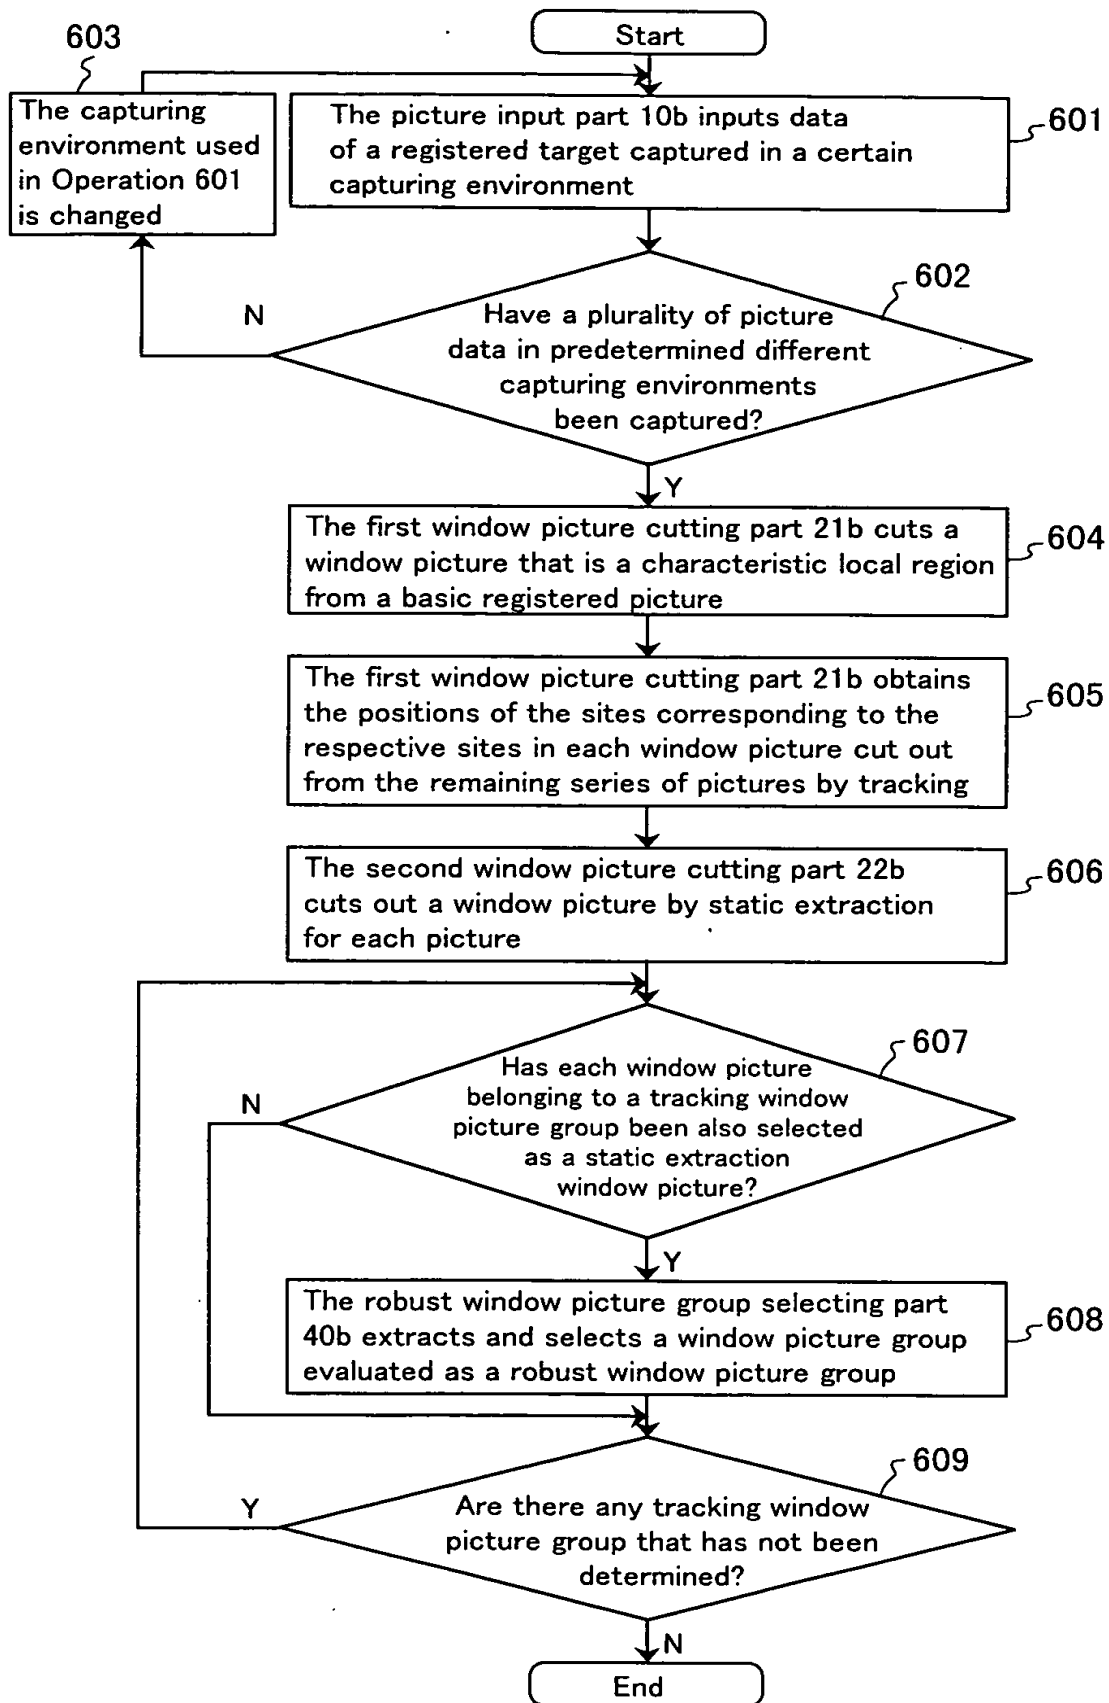 Start
603
The capturing
environment used
in Operation 601
is changed
The picture input part 10b inputs data
of a registered target captured in a certain
capturing environment
601
602
N
Have a plurality of picture
data in predetermined different
capturing environments
been captured?
Y
The first window picture cutting part 21b cuts a
window picture that is a characteristic local region
from a basic registered picture
604
The first window picture cutting part 21b obtains
the positions of the sites corresponding to the
respective sites in each window picture cut out
from the remaining series of pictures by tracking
605
The second window picture cutting part 22b
cuts out a window picture by static extraction
for each picture
606
607
N
Has each window picture
belonging to a tracking window
picture group been also selected
as a static extraction
window picture?
Y
The robust window picture group selecting part
40b extracts and selects a window picture group
evaluated as a robust window picture group
608
609
Y
Are there any tracking window
picture group that has not been
determined?
N
End